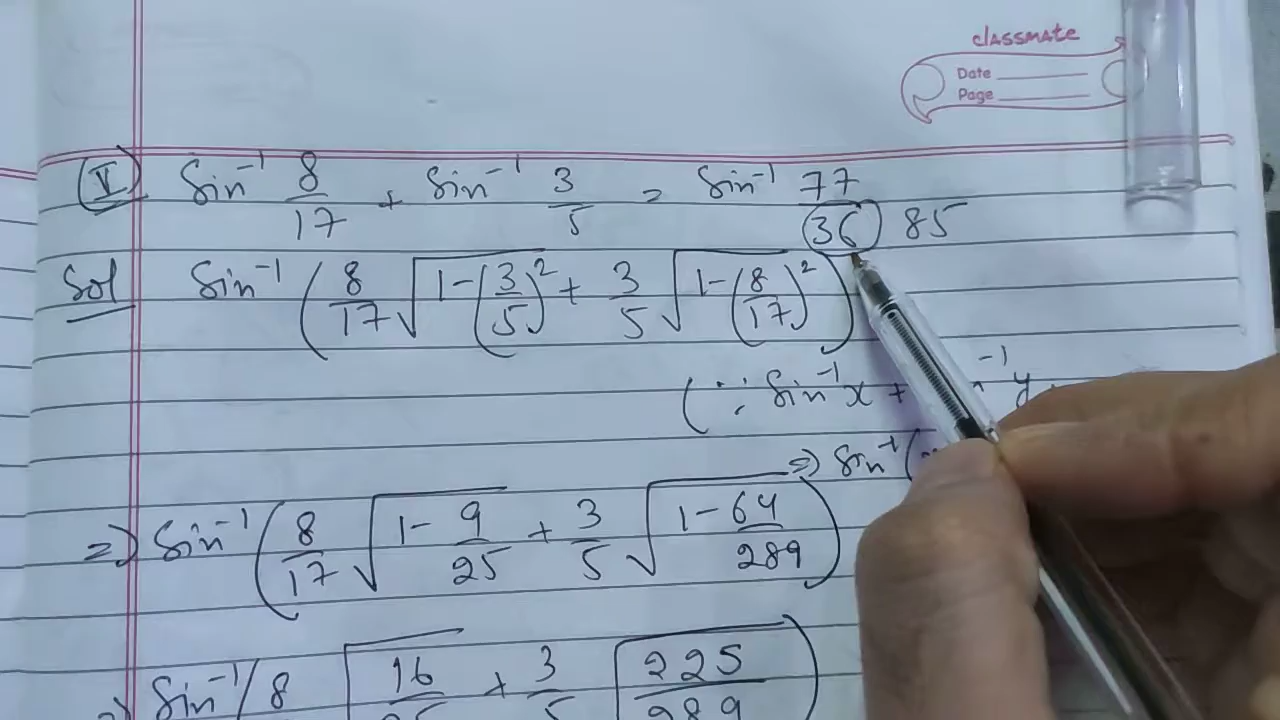 classmate
Date
Page
(V) Sin⁻¹ 8/17 + Sin⁻¹ 3/5 = Sin⁻¹ 77/(36) 85
Sol Sin⁻¹ (8/17 √(1-(3/5)²) + 3/5 √(1-(8/17)²))
(∵ Sin⁻¹x + y
⇒ Sin⁻¹(
⇒) Sin⁻¹ (8/17 √(1-9/25) + 3/5 √(1-64/289))
⇒) Sin⁻¹ (8 √(16/25) + 3/5 √(225/289))